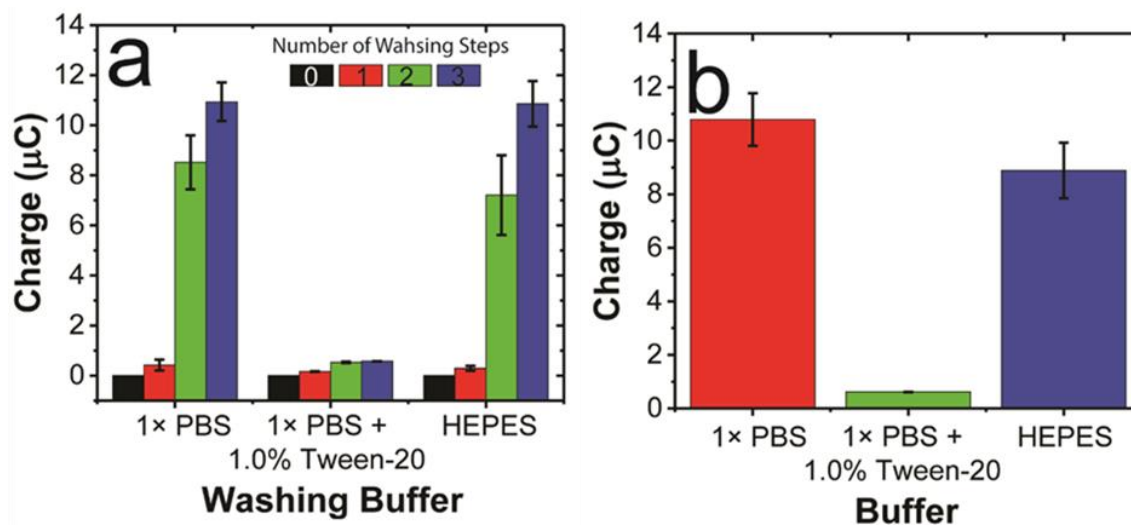 a
Number of Wahsing Steps
0 1 2 3
14
12
10
8
6
4
2
0
Charge (μC)
1× PBS
1× PBS +
1.0% Tween-20
HEPES
Washing Buffer
b
14
12
10
8
6
4
2
0
Charge (μC)
1× PBS
1× PBS +
1.0% Tween-20
HEPES
Buffer